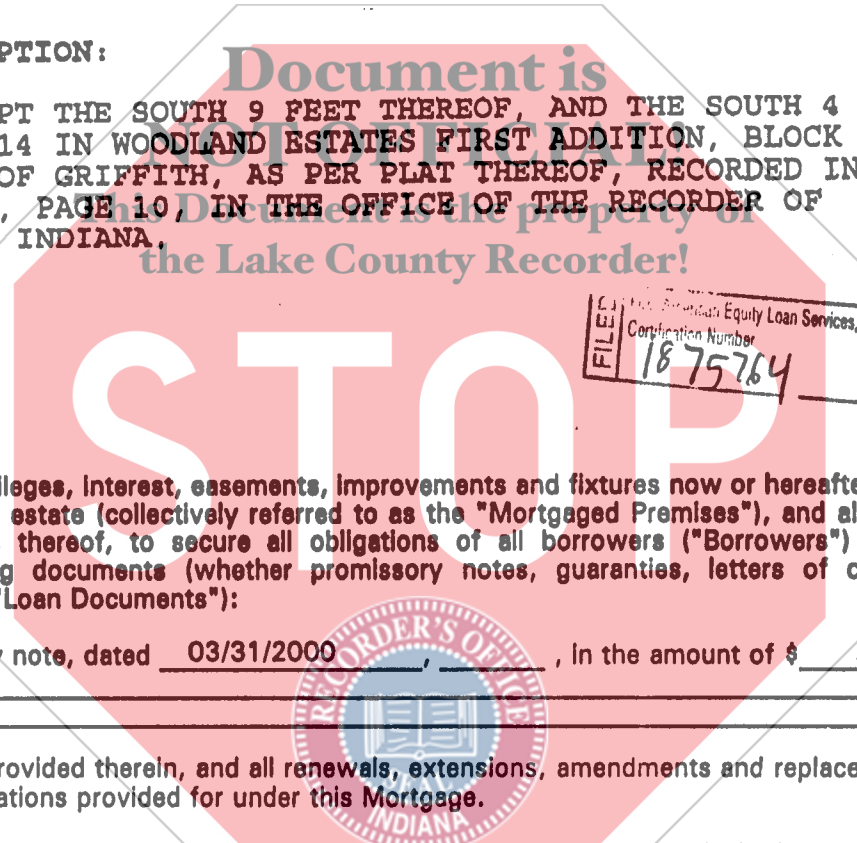 PTION:
Document is
PT THE SOUTH 9 FEET THEREOF, AND THE SOUTH 4
NOT OFFICIAL!
14 IN WOODLAND ESTATES FIRST ADDITION, BLOCK
OF GRIFFITH, AS PER PLAT THEREOF, RECORDED IN
, PAGE 10, IN THE OFFICE OF THE RECORDER OF
This Document is the property of
INDIANA.
the Lake County Recorder!
FILED
Equity Loan Services,
Certification Number
1875764
STOP
leges, interest, easements, improvements and fixtures now or hereafte
estate (collectively referred to as the "Mortgaged Premises"), and al
thereof, to secure all obligations of all borrowers ("Borrowers")
g documents (whether promissory notes, guaranties, letters of c
"Loan Documents"):
y note, dated 03/31/2000, , in the amount of $
RECORDER'S OFFICE
rovided therein, and all renewals, extensions, amendments and replace
ations provided for under this Mortgage.
SEAL
INDIANA